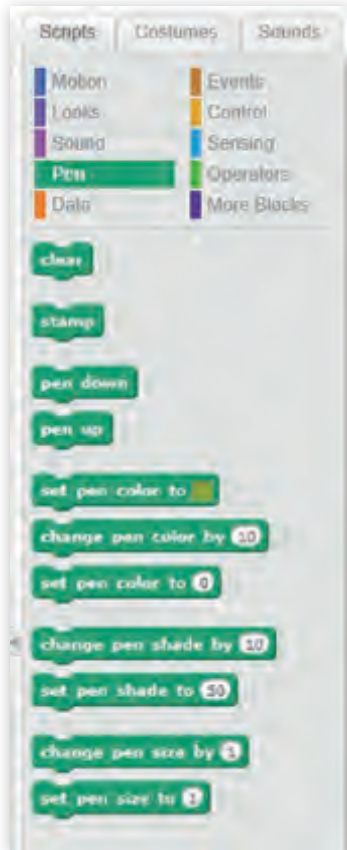 Scripts Costumes Sounds
Motion Events
Looks Control
Sound Sensing
Pen Operators
Data More Blocks
clear
stamp
pen down
pen up
set pen color to
change pen color by 10
set pen color to 0
change pen shade by 10
set pen shade to 50
change pen size by 1
set pen size to 1